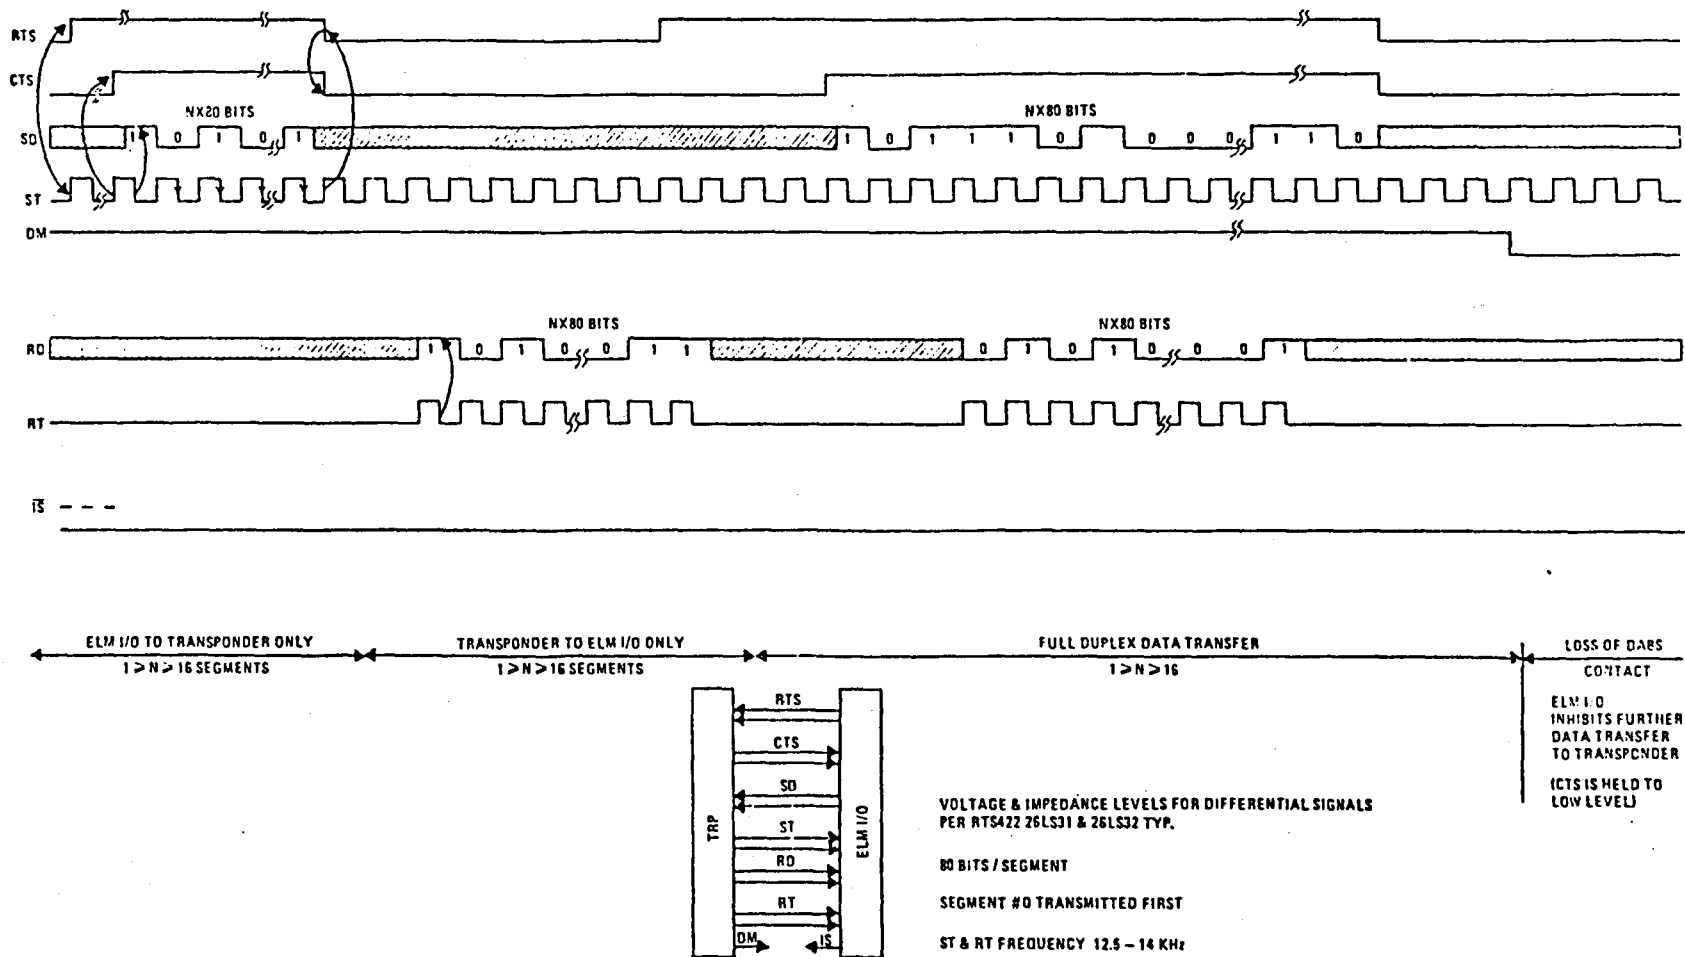 RTS
CTS
NX80 BITS
NX80 BITS
SD 1 0 1 0 1 1 0 1 1 1 0 0 0 0 0 1 1 0
ST
DM
NX80 BITS
NX80 BITS
RD 1 0 1 0 0 1 1 0 1 0 1 0 0 0 1
RT
IS
ELM I/O TO TRANSPONDER ONLY
1 ≥ N ≥ 16 SEGMENTS
TRANSPONDER TO ELM I/O ONLY
1 ≥ N ≥ 16 SEGMENTS
FULL DUPLEX DATA TRANSFER
1 ≥ N ≥ 16
LOSS OF DABS
CONTACT
ELM I/O
INHIBITS FURTHER
DATA TRANSFER
TO TRANSPONDER
(CTS IS HELD TO
LOW LEVEL)
TRP
RTS
CTS
SD
ST
RD
RT
DM
IS
ELM I/O
VOLTAGE & IMPEDANCE LEVELS FOR DIFFERENTIAL SIGNALS
PER RTS422 26LS31 & 26LS32 TYP.
80 BITS / SEGMENT
SEGMENT #0 TRANSMITTED FIRST
ST & RT FREQUENCY 12.5 – 14 KHz